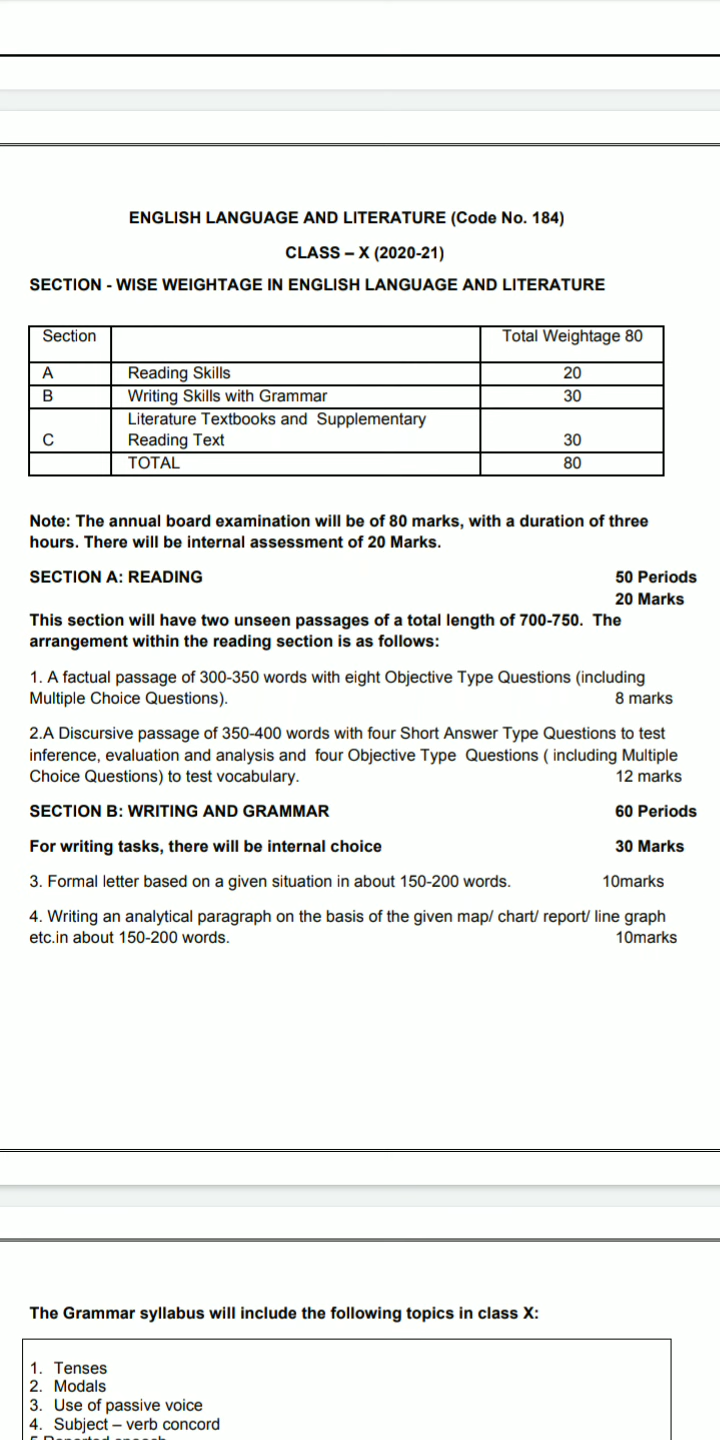 ENGLISH LANGUAGE AND LITERATURE (Code No. 184)
CLASS – X (2020-21)
SECTION - WISE WEIGHTAGE IN ENGLISH LANGUAGE AND LITERATURE
Section Total Weightage 80
A Reading Skills 20
B Writing Skills with Grammar 30
Literature Textbooks and Supplementary
C Reading Text 30
TOTAL 80
Note: The annual board examination will be of 80 marks, with a duration of three
hours. There will be internal assessment of 20 Marks.
SECTION A: READING 50 Periods
20 Marks
This section will have two unseen passages of a total length of 700-750. The
arrangement within the reading section is as follows:
1. A factual passage of 300-350 words with eight Objective Type Questions (including
Multiple Choice Questions). 8 marks
2.A Discursive passage of 350-400 words with four Short Answer Type Questions to test
inference, evaluation and analysis and four Objective Type Questions ( including Multiple
Choice Questions) to test vocabulary. 12 marks
SECTION B: WRITING AND GRAMMAR 60 Periods
For writing tasks, there will be internal choice 30 Marks
3. Formal letter based on a given situation in about 150-200 words. 10marks
4. Writing an analytical paragraph on the basis of the given map/ chart/ report/ line graph
etc.in about 150-200 words. 10marks
The Grammar syllabus will include the following topics in class X:
1. Tenses
2. Modals
3. Use of passive voice
4. Subject – verb concord